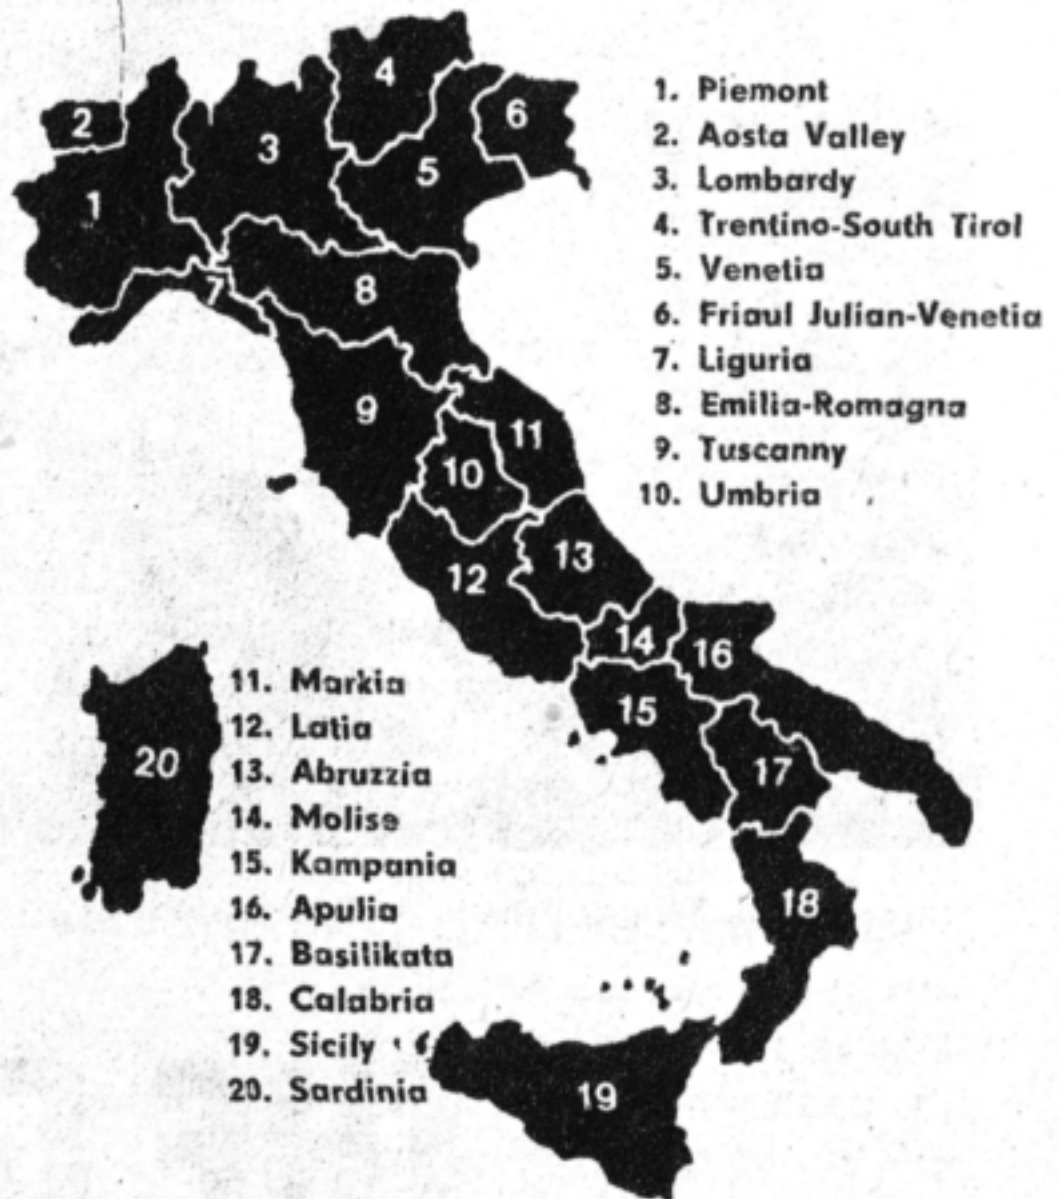 1. Piemont
2. Aosta Valley
3. Lombardy
4. Trentino-South Tirol
5. Venetia
6. Friaul Julian-Venetia
7. Liguria
8. Emilia-Romagna
9. Tuscanny
10. Umbria
11. Markia
12. Latia
13. Abruzzia
14. Molise
15. Kampania
16. Apulia
17. Basilikata
18. Calabria
19. Sicily
20. Sardinia
4
2
6
3
5
1
7
8
9
11
10
13
12
14
16
15
20
17
18
19